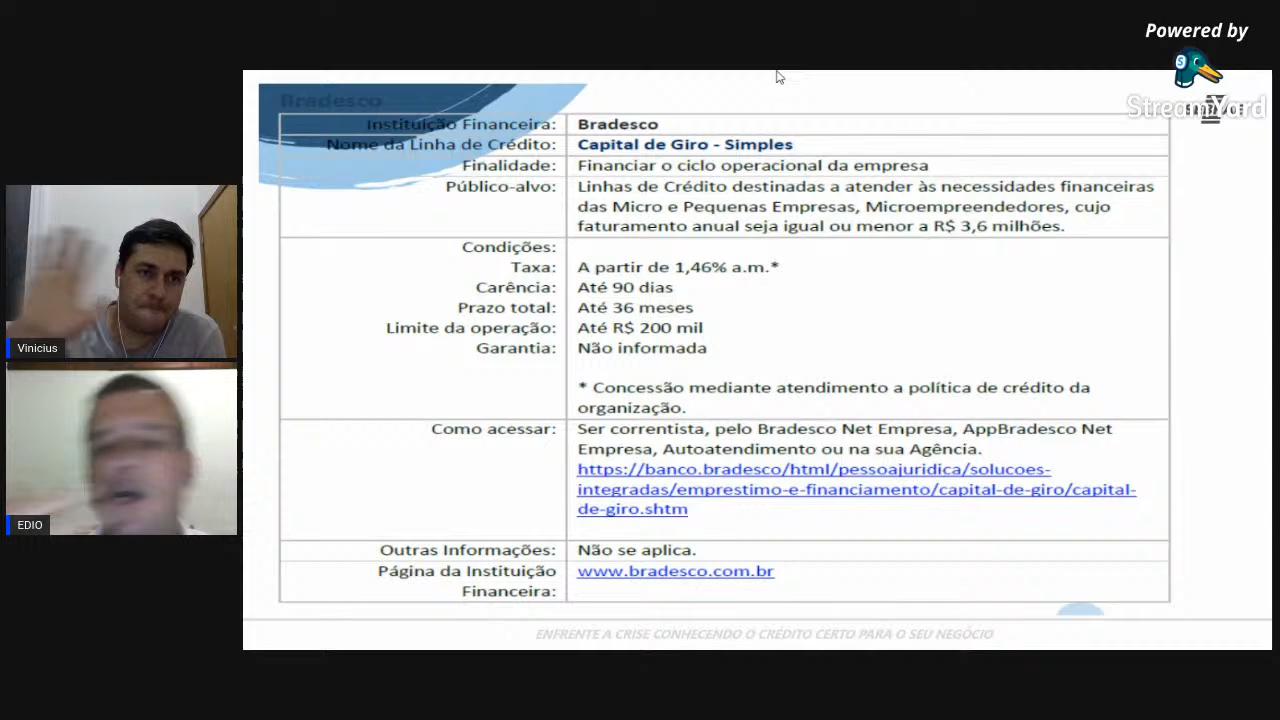 Powered by
StreamYard
Bradesco
Instituição Financeira: Bradesco
Nome da Linha de Crédito: Capital de Giro - Simples
Finalidade: Financiar o ciclo operacional da empresa
Público-alvo: Linhas de Crédito destinadas a atender às necessidades financeiras
das Micro e Pequenas Empresas, Microempreendedores, cujo
faturamento anual seja igual ou menor a R$ 3,6 milhões.
Condições:
Taxa: A partir de 1,46% a.m.*
Carência: Até 90 dias
Prazo total: Até 36 meses
Limite da operação: Até R$ 200 mil
Garantia: Não informada
* Concessão mediante atendimento a política de crédito da
organização.
Como acessar: Ser correntista, pelo Bradesco Net Empresa, AppBradesco Net
Empresa, Autoatendimento ou na sua Agência.
https://banco.bradesco/html/pessoajuridica/solucoes-
integradas/emprestimo-e-financiamento/capital-de-giro/capital-
de-giro.shtm
Outras Informações: Não se aplica.
Página da Instituição www.bradesco.com.br
Financeira:
ENFRENTE A CRISE CONHECENDO O CRÉDITO CERTO PARA O SEU NEGÓCIO
Vinicius
EDIO